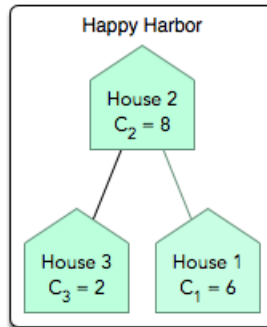 Happy Harbor
House 2
C₂ = 8
House 3
C₃ = 2
House 1
C₁ = 6